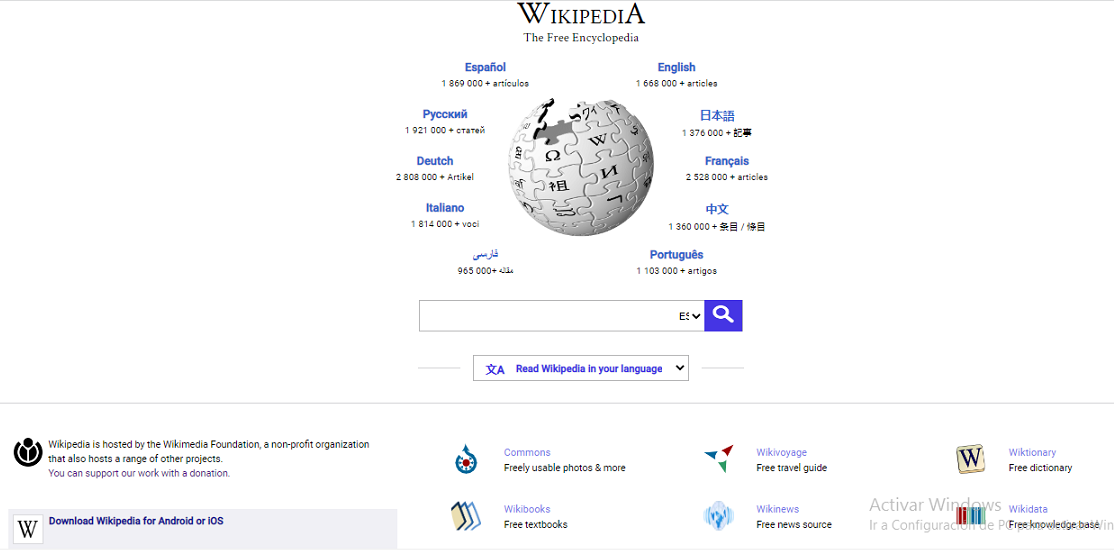 WIKIPEDIA
The Free Encyclopedia
Español
1 869 000 + artículos
English
1 668 000 + articles
Русский
1 921 000 + статей
日本語
1 376 000 + 記事
Deutch
2 808 000 + Artikel
Français
2 528 000 + articles
Italiano
1 814 000 + voci
中文
1 360 000 + 条目 / 條目
فارسی
965 000+ مقاله
Português
1 103 000 + artigos
Ω
W
祖
И
ES
文A Read Wikipedia in your language
Wikipedia is hosted by the Wikimedia Foundation, a non-profit organization
that also hosts a range of other projects.
You can support our work with a donation.
W Download Wikipedia for Android or iOS
Commons
Freely usable photos & more
Wikivoyage
Free travel guide
W
Wiktionary
Free dictionary
Wikibooks
Free textbooks
Wikinews
Free news source
Wikidata
Free knowledge base
Activar Windows
Ir a Configuración de PC para Win